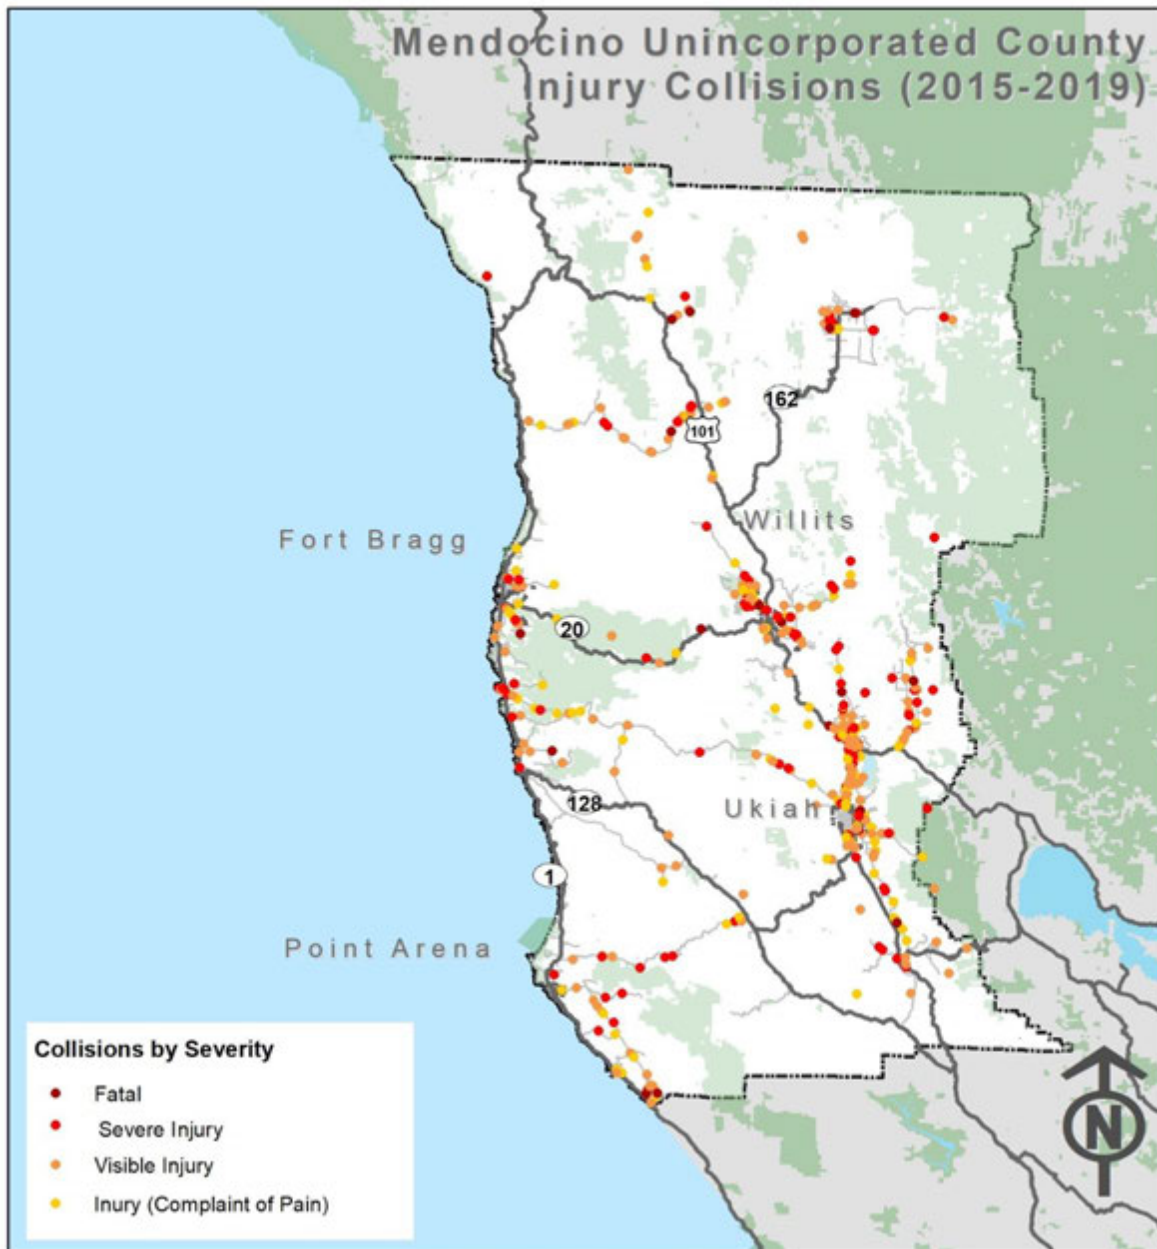 Mendocino Unincorporated County
Injury Collisions (2015-2019)
162
101
Willits
Fort Bragg
20
Ukiah
128
1
Point Arena
Collisions by Severity
Fatal
Severe Injury
Visible Injury
Inury (Complaint of Pain)
N